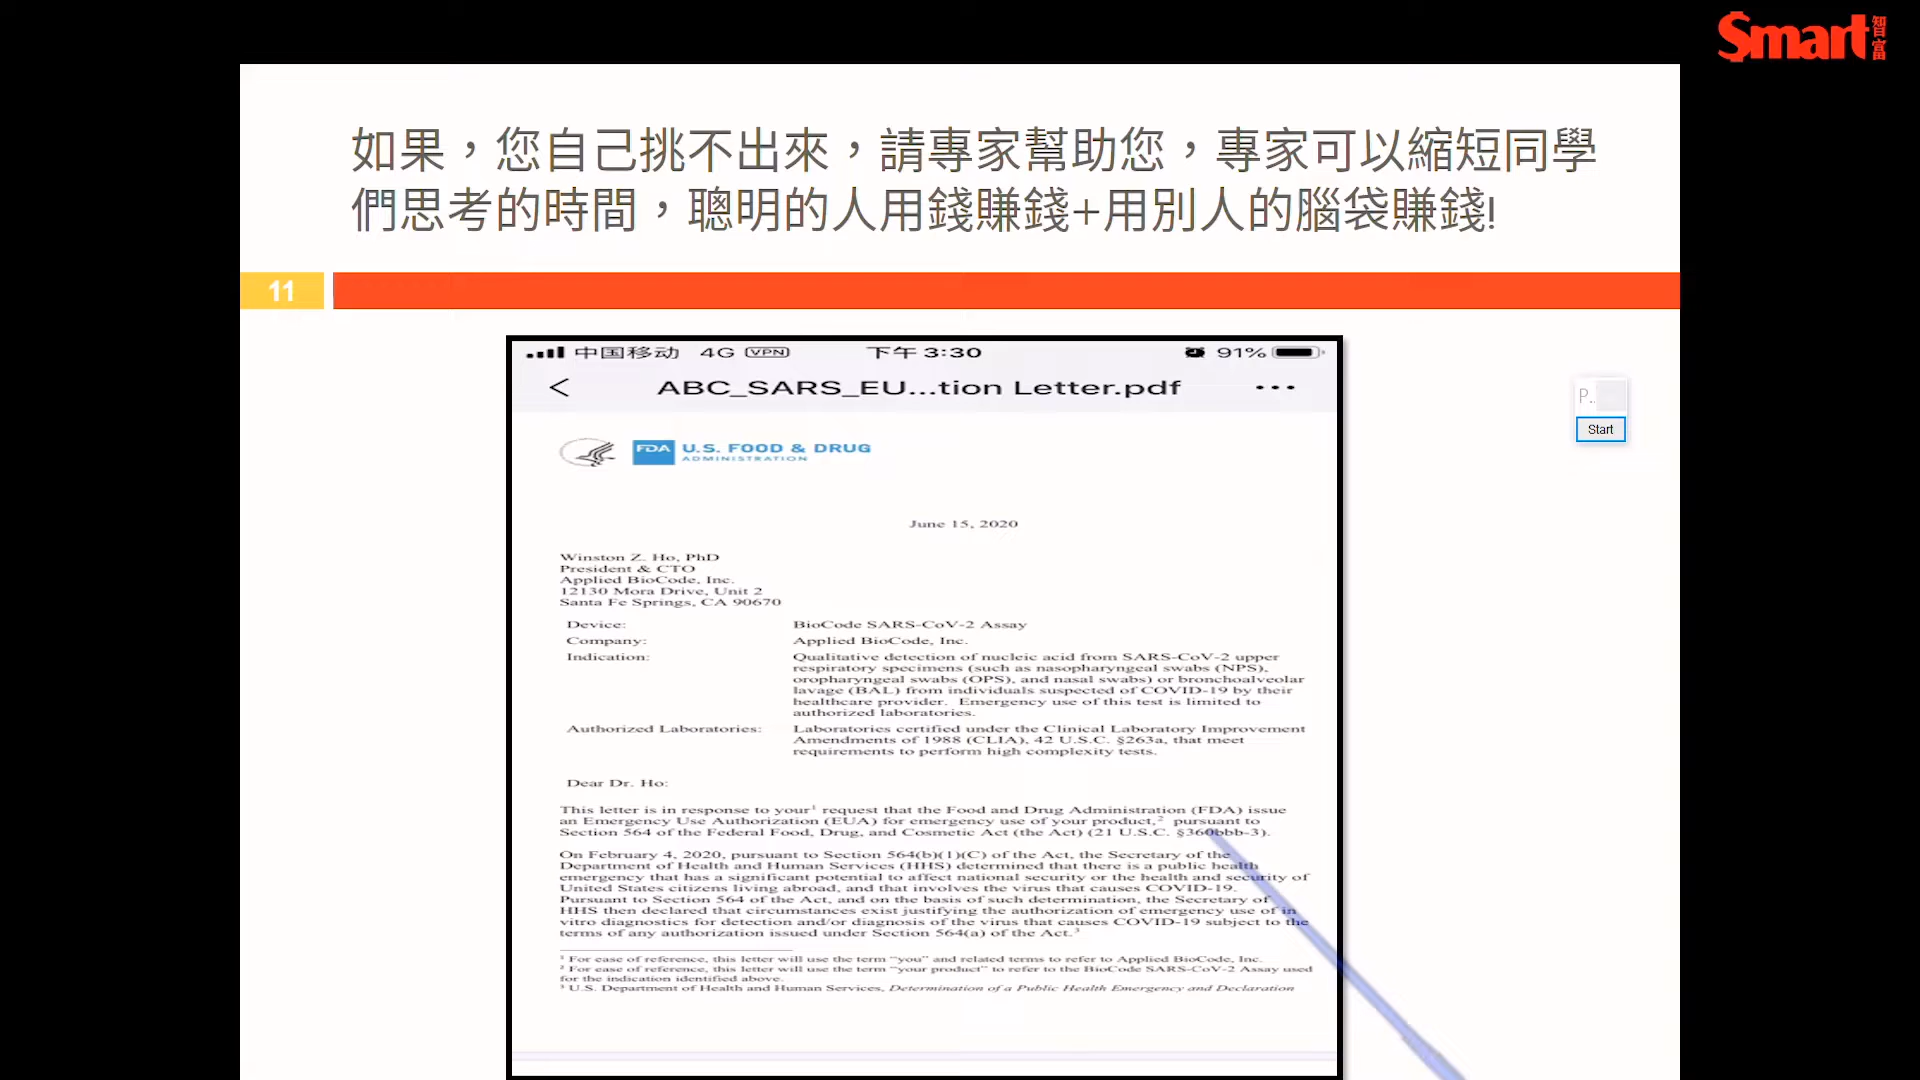 Smart智富
如果，您自己挑不出來，請專家幫助您，專家可以縮短同學
們思考的時間，聰明的人用錢賺錢+用別人的腦袋賺錢!
11
中国移动 4G VPN 下午 3:30 91%
ABC_SARS_EU...tion Letter.pdf
P..
Start
FDA U.S. FOOD & DRUG
ADMINISTRATION
June 15, 2020
Winston Z. Ho, PhD
President & CTO
Applied BioCode, Inc.
12130 Mora Drive, Unit 2
Santa Fe Springs, CA 90670
Device: BioCode SARS-CoV-2 Assay
Company: Applied BioCode, Inc.
Indication: Qualitative detection of nucleic acid from SARS-CoV-2 upper
respiratory specimens (such as nasopharyngeal swabs (NPS),
oropharyngeal swabs (OPS), and nasal swabs) or bronchoalveolar
lavage (BAL) from individuals suspected of COVID-19 by their
healthcare provider. Emergency use of this test is limited to
authorized laboratories.
Authorized Laboratories: Laboratories certified under the Clinical Laboratory Improvement
Amendments of 1988 (CLIA), 42 U.S.C. §263a, that meet
requirements to perform high complexity tests.
Dear Dr. Ho:
This letter is in response to your¹ request that the Food and Drug Administration (FDA) issue
an Emergency Use Authorization (EUA) for emergency use of your product,² pursuant to
Section 564 of the Federal Food, Drug, and Cosmetic Act (the Act) (21 U.S.C. §360bbb-3).
On February 4, 2020, pursuant to Section 564(b)(1)(C) of the Act, the Secretary of the
Department of Health and Human Services (HHS) determined that there is a public health
emergency that has a significant potential to affect national security or the health and security of
United States citizens living abroad, and that involves the virus that causes COVID-19.
Pursuant to Section 564 of the Act, and on the basis of such determination, the Secretary of
HHS then declared that circumstances exist justifying the authorization of emergency use of in
vitro diagnostics for detection and/or diagnosis of the virus that causes COVID-19 subject to the
terms of any authorization issued under Section 564(a) of the Act.³
¹ For ease of reference, this letter will use the term “you” and related terms to refer to Applied BioCode, Inc.
² For ease of reference, this letter will use the term “your product” to refer to the BioCode SARS-CoV-2 Assay used
for the indication identified above.
³ U.S. Department of Health and Human Services, Determination of a Public Health Emergency and Declaration